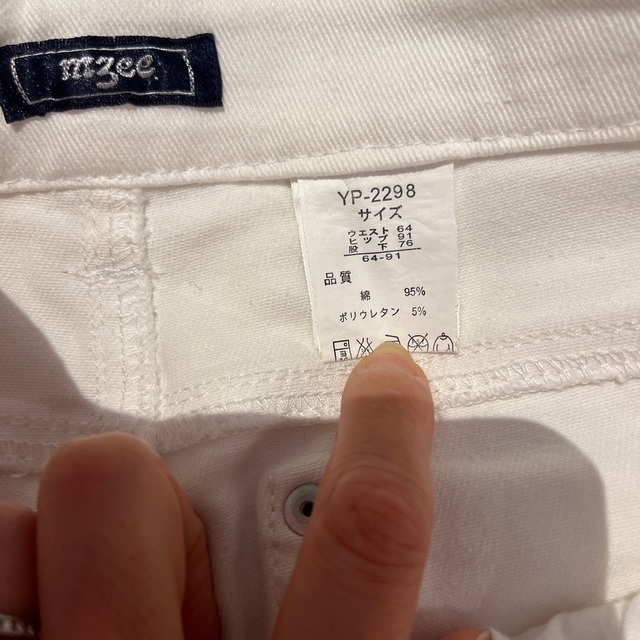 mzee
YP-2298
サイズ
ウエスト 64
ヒップ 91
股下 76
64-91
品質
綿 95%
ポリウレタン 5%